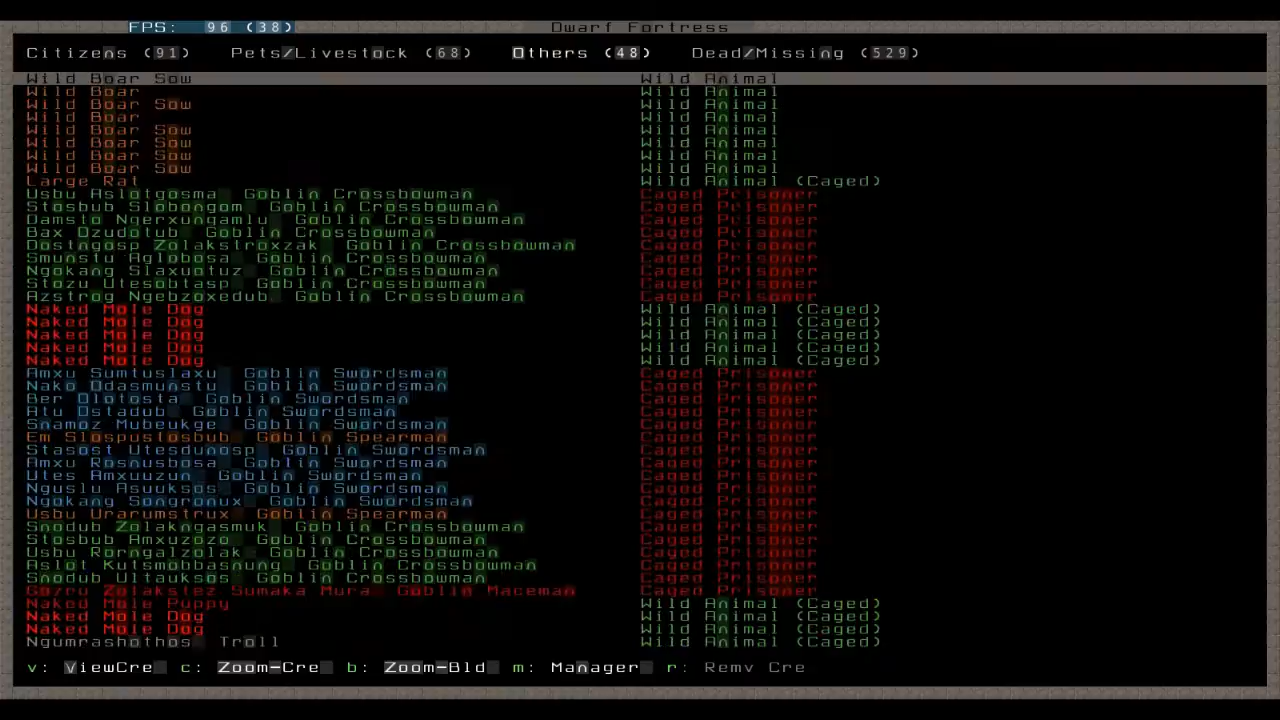 FPS: 96 (38) Dwarf Fortress
Citizens (91) Pets/Livestock (68) Others (48) Dead/Missing (529)
Wild Boar Sow Wild Animal
Wild Boar Wild Animal
Wild Boar Sow Wild Animal
Wild Boar Wild Animal
Wild Boar Sow Wild Animal
Wild Boar Sow Wild Animal
Wild Boar Sow Wild Animal
Wild Boar Sow Wild Animal
Large Rat Wild Animal (Caged)
Usbu Aslotgosma Goblin Crossbowman Caged Prisoner
Stosbub Slobangom Goblin Crossbowman Caged Prisoner
Damsto Ngerxungamlu Goblin Crossbowman Caged Prisoner
Bax Ozudotub Goblin Crossbowman Caged Prisoner
Dostngosp Zolakstroxzak Goblin Crossbowman Caged Prisoner
Smunstu Aglobosa Goblin Crossbowman Caged Prisoner
Ngokang Slaxuotuz Goblin Crossbowman Caged Prisoner
Stozu Utesobtasp Goblin Crossbowman Caged Prisoner
Azstrog Ngebzoxedub Goblin Crossbowman Caged Prisoner
Naked Mole Dog Wild Animal (Caged)
Naked Mole Dog Wild Animal (Caged)
Naked Mole Dog Wild Animal (Caged)
Naked Mole Dog Wild Animal (Caged)
Naked Mole Dog Wild Animal (Caged)
Amxu Sumtuslaxu Goblin Swordsman Caged Prisoner
Nako Odasmunstu Goblin Swordsman Caged Prisoner
Ber Olotosta Goblin Swordsman Caged Prisoner
Atu Ostadub Goblin Swordsman Caged Prisoner
Snamoz Mubeukge Goblin Swordsman Caged Prisoner
Em Slospustosbub Goblin Spearman Caged Prisoner
Stasost Utesdunosp Goblin Swordsman Caged Prisoner
Amxu Rosnusbosa Goblin Swordsman Caged Prisoner
Utes Amxuuzun Goblin Swordsman Caged Prisoner
Nguslu Asuuksos Goblin Swordsman Caged Prisoner
Ngokang Songronux Goblin Swordsman Caged Prisoner
Usbu Urarumstrux Goblin Spearman Caged Prisoner
Snodub Zolakngasmuk Goblin Crossbowman Caged Prisoner
Stosbub Amxuzozo Goblin Crossbowman Caged Prisoner
Usbu Rorngalzolak Goblin Crossbowman Caged Prisoner
Aslot Kutsmobbasnung Goblin Crossbowman Caged Prisoner
Snodub Ultauksos Goblin Crossbowman Caged Prisoner
Zolakstez Sumaka Mura Goblin Maceman Caged Prisoner
Naked Mole Puppy Wild Animal (Caged)
Naked Mole Dog Wild Animal (Caged)
Naked Mole Dog Wild Animal (Caged)
Ngumrashothos Troll Wild Animal (Caged)
v: ViewCre c: Zoom-Cre b: Zoom-Bld m: Manager r: Remv Cre